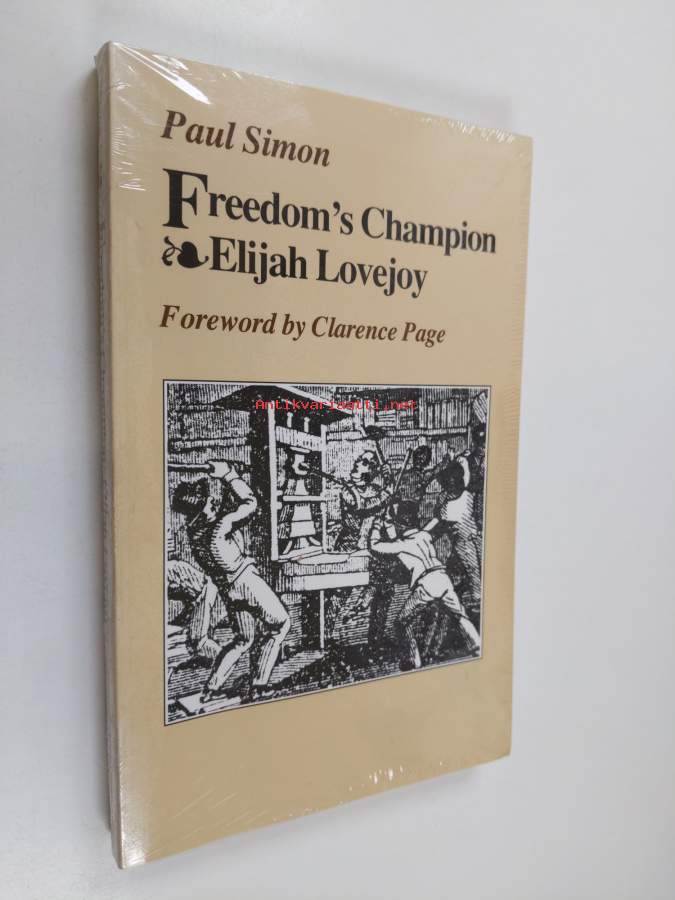 Paul Simon
Freedom's Champion
Elijah Lovejoy
Foreword by Clarence Page
Antikvariaatti.net